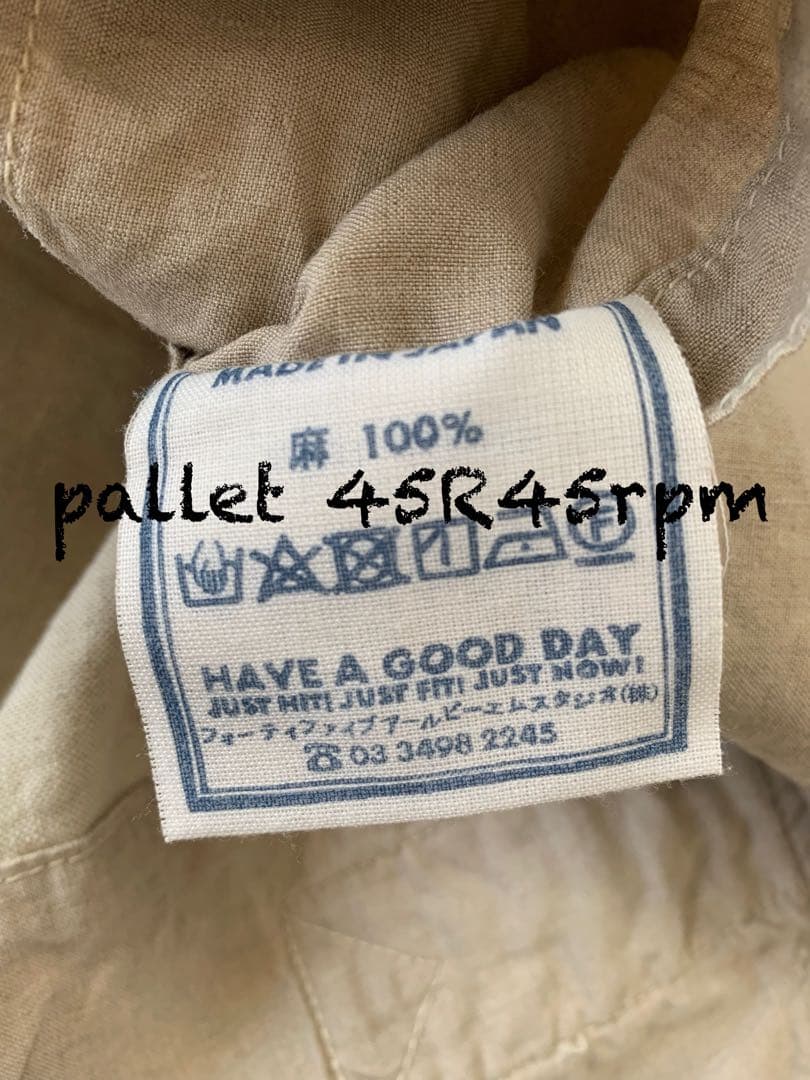 MADE IN JAPAN
麻 100%
pallet 45R45rpm
F
HAVE A GOOD DAY
JUST HIT! JUST FIT! JUST NOW!
フォーティファイブアールピーエムスタジオ(株)
☎03 3498 2245